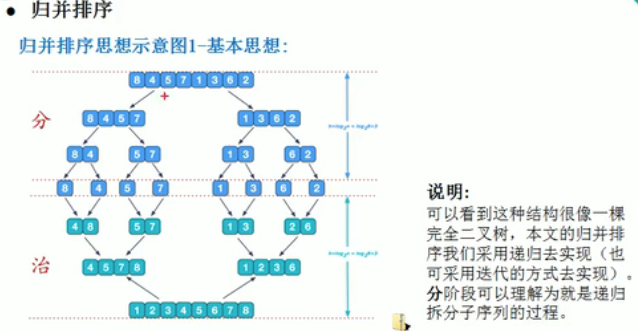 ● 归并排序
归并排序思想示意图1-基本思想:
8 4 5 7 1 3 6 2
分
8 4 5 7 1 3 6 2
8 4 5 7 1 3 6 2
8 4 5 7 1 3 6 2
4 8 5 7 1 3 2 6
治
4 5 7 8 1 2 3 6
1 2 3 4 5 6 7 8
说明:
可以看到这种结构很像一棵
完全二叉树，本文的归并排
序我们采用递归去实现（也
可采用迭代的方式去实现）。
分阶段可以理解为就是递归
拆分子序列的过程。